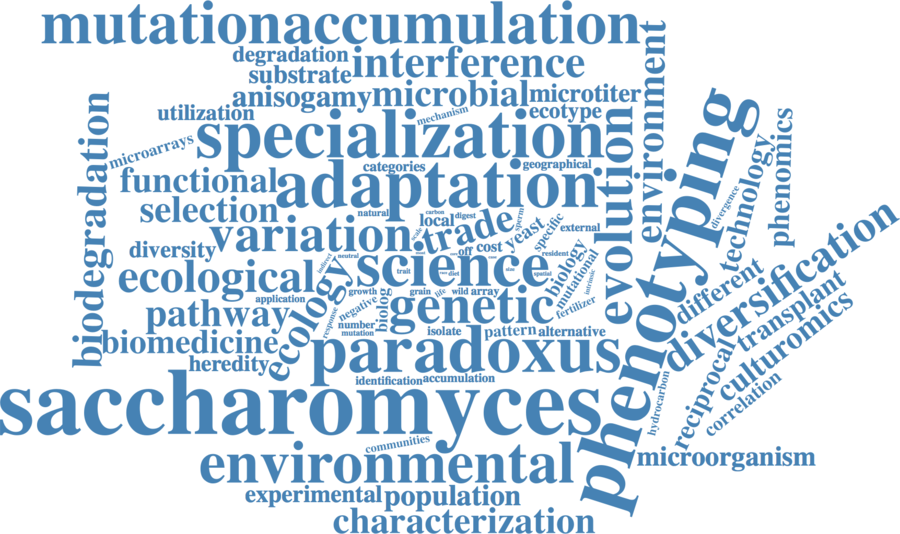 mutationaccumulation
degradation
interference
substrate
anisogamy
microbial
microtiter
environment
utilization
mechanism
ecotype
specialization
microarrays
categories
geographical
evolution
phenotyping
divergence
technology
phenomics
biodegradation
functional
adaptation
selection
natural
carbon
local
digest
sperm
trade
yeast
specific
external
variation
diversity
off
cost
biology
resident
indirect
neutral
science
ecological
trait
diet
size
spatial
mutational
intrinsic
different
diversification
application
ecology
growth
negative
biolog
grain
life
wild
array
genetic
fertilizer
pathway
response
number
mutation
isolate
pattern
alternative
transplant
biomedicine
paradoxus
heredity
culturomics
reciprocal
identification
accumulation
hydrocarbon
correlation
saccharomyces
communities
environmental
microorganism
experimental
population
characterization